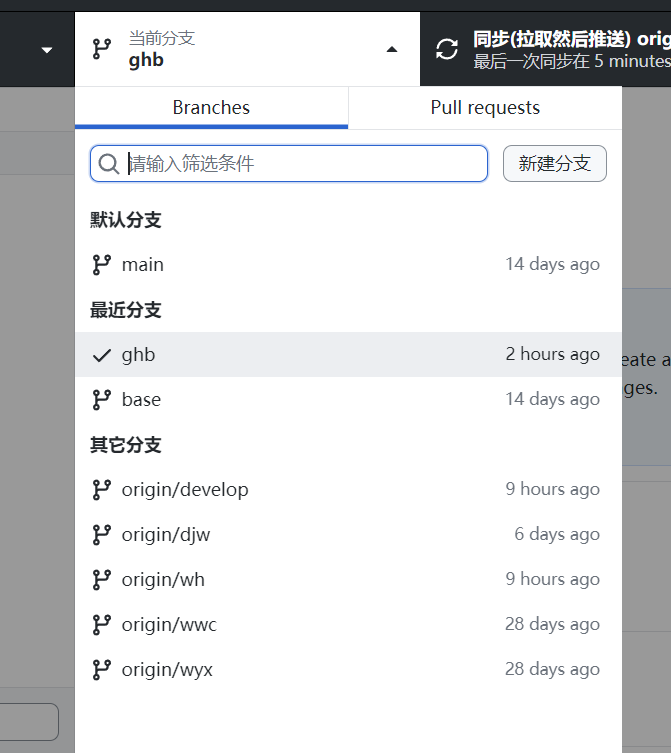 当前分支
ghb
同步(拉取然后推送) orig
最后一次同步在 5 minutes
Branches
Pull requests
请输入筛选条件
新建分支
默认分支
main 14 days ago
最近分支
ghb 2 hours ago
eate a
base 14 days ago
ges.
其它分支
origin/develop 9 hours ago
origin/djw 6 days ago
origin/wh 9 hours ago
origin/wwc 28 days ago
origin/wyx 28 days ago